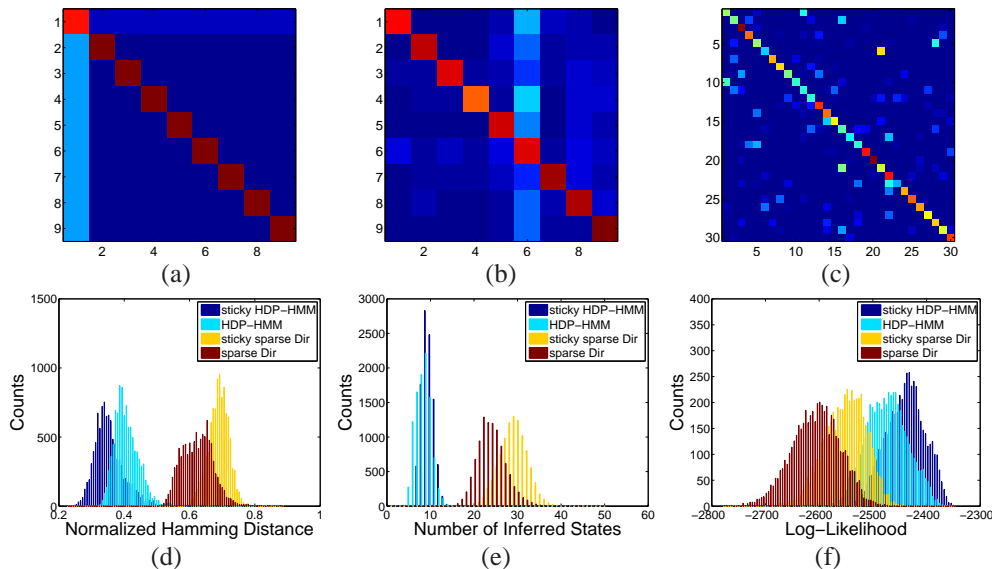 1
2
3
4
5
6
7
8
9
2 4 6 8
(a)
1
2
3
4
5
6
7
8
9
2 4 6 8
(b)
5
10
15
20
25
30
5 10 15 20 25 30
(c)
1500
1000
500
0
0.2 0.4 0.6 0.8 1
Counts
Normalized Hamming Distance
sticky HDP−HMM
HDP−HMM
sticky sparse Dir
sparse Dir
(d)
3000
2500
2000
1500
1000
500
0
0 10 20 30 40 50 60
Counts
Number of Inferred States
sticky HDP−HMM
HDP−HMM
sticky sparse Dir
sparse Dir
(e)
400
350
300
250
200
150
100
50
0
−2800 −2700 −2600 −2500 −2400 −2300
Counts
Log−Likelihood
sticky HDP−HMM
HDP−HMM
sticky sparse Dir
sparse Dir
(f)